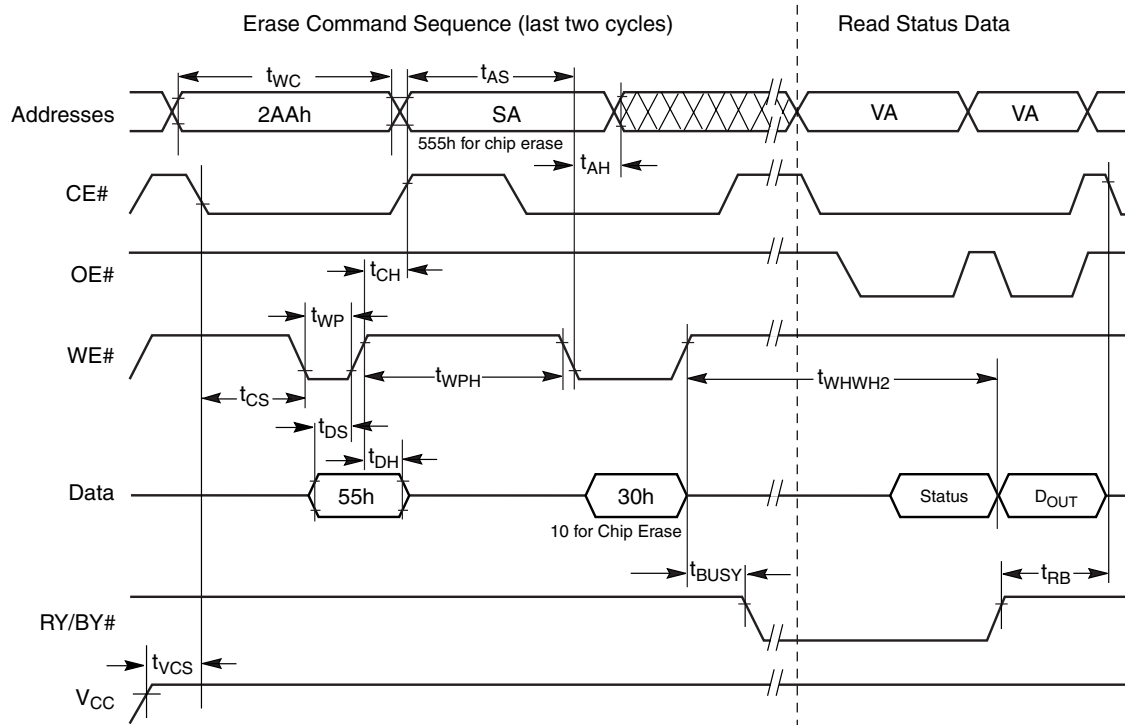 Erase Command Sequence (last two cycles) Read Status Data
tWC tAS
Addresses 2AAh SA VA VA
555h for chip erase
tAH
CE#
OE#
tCH
tWP
WE#
tWPH tWHWH2
tCS
tDS
tDH
Data 55h 30h Status DOUT
10 for Chip Erase
tBUSY tRB
RY/BY#
tVCS
VCC